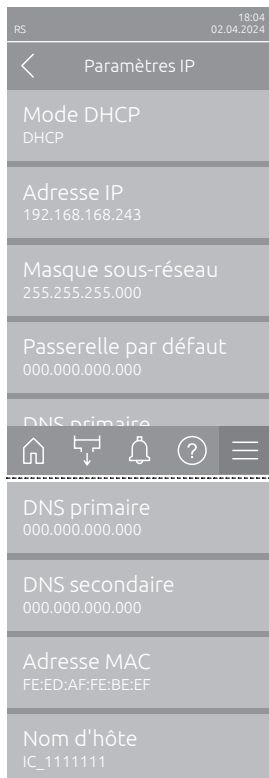 18:04
RS 02.04.2024
Paramètres IP
Mode DHCP
DHCP
Adresse IP
192.168.168.243
Masque sous-réseau
255.255.255.000
Passerelle par défaut
000.000.000.000
DNS primaire
?
DNS primaire
000.000.000.000
DNS secondaire
000.000.000.000
Adresse MAC
FE:ED:AF:FE:BE:EF
Nom d'hôte
IC_1111111